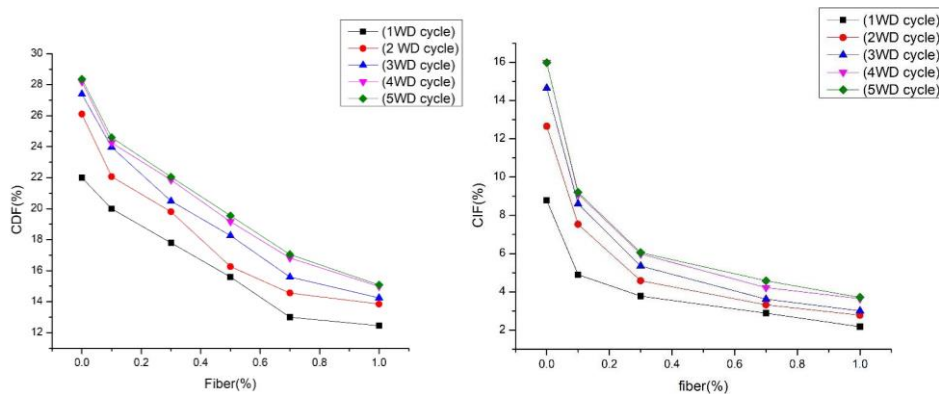 (1WD cycle)
(2 WD cycle)
(3WD cycle)
(4WD cycle)
(5WD cycle)
30
28
26
24
22
20
18
16
14
12
CDF(%)
0.0 0.2 0.4 0.6 0.8 1.0
Fiber(%)
(1WD cycle)
(2WD cycle)
(3WD cycle)
(4WD cycle)
(5WD cycle)
16
14
12
10
8
6
4
2
CIF(%)
0.0 0.2 0.4 0.6 0.8 1.0
fiber(%)